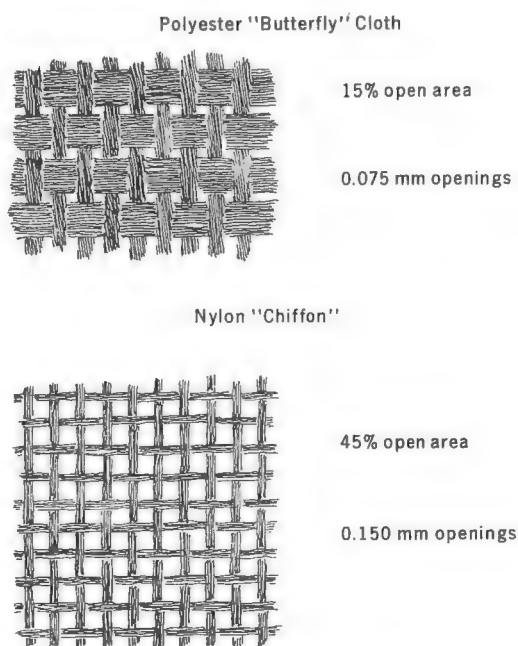 Polyester "Butterfly" Cloth
15% open area
0.075 mm openings
Nylon "Chiffon"
45% open area
0.150 mm openings